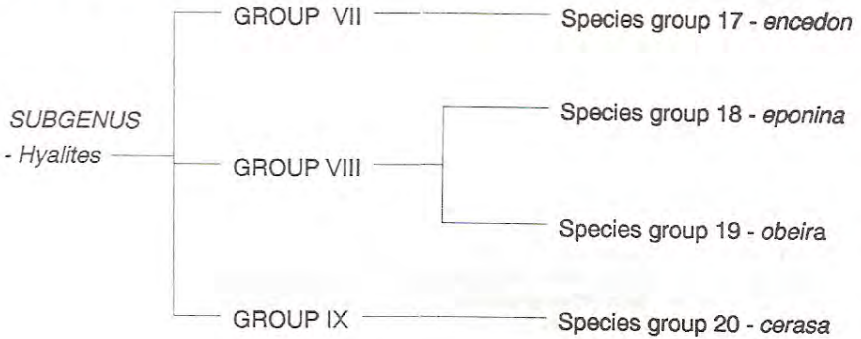 GROUP VII
Species group 17 - encedon
SUBGENUS
- Hyalites
Species group 18 - eponina
GROUP VIII
Species group 19 - obeira
GROUP IX
Species group 20 - cerasa